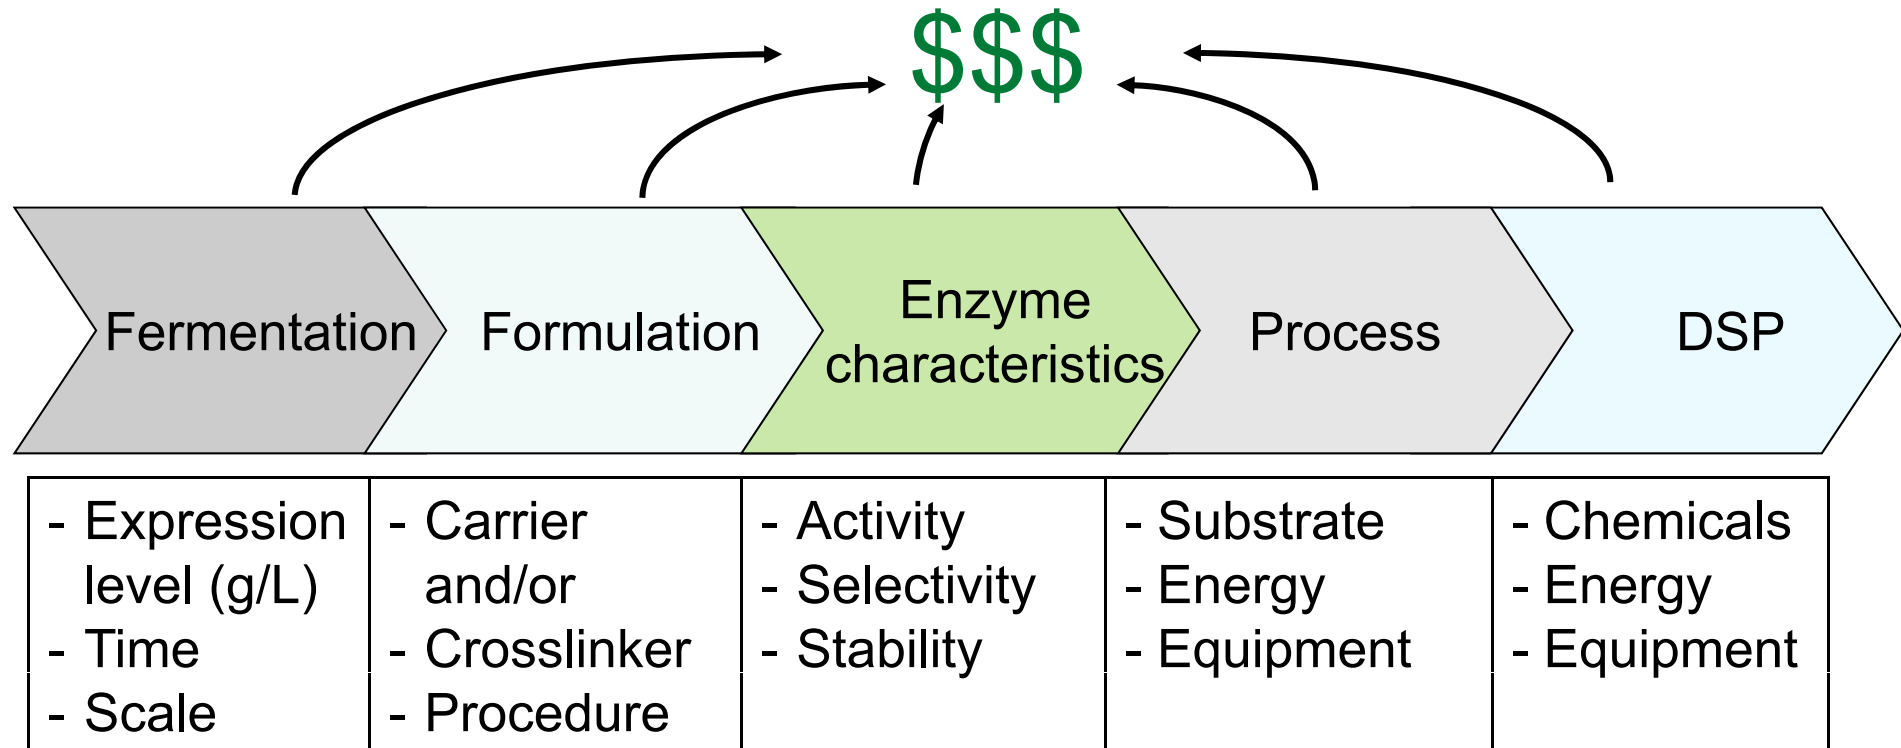 $$$
Fermentation
Formulation
Enzyme
characteristics
Process
DSP
- Expression
level (g/L)
- Time
- Scale
- Carrier
and/or
- Crosslinker
- Procedure
- Activity
- Selectivity
- Stability
- Substrate
- Energy
- Equipment
- Chemicals
- Energy
- Equipment